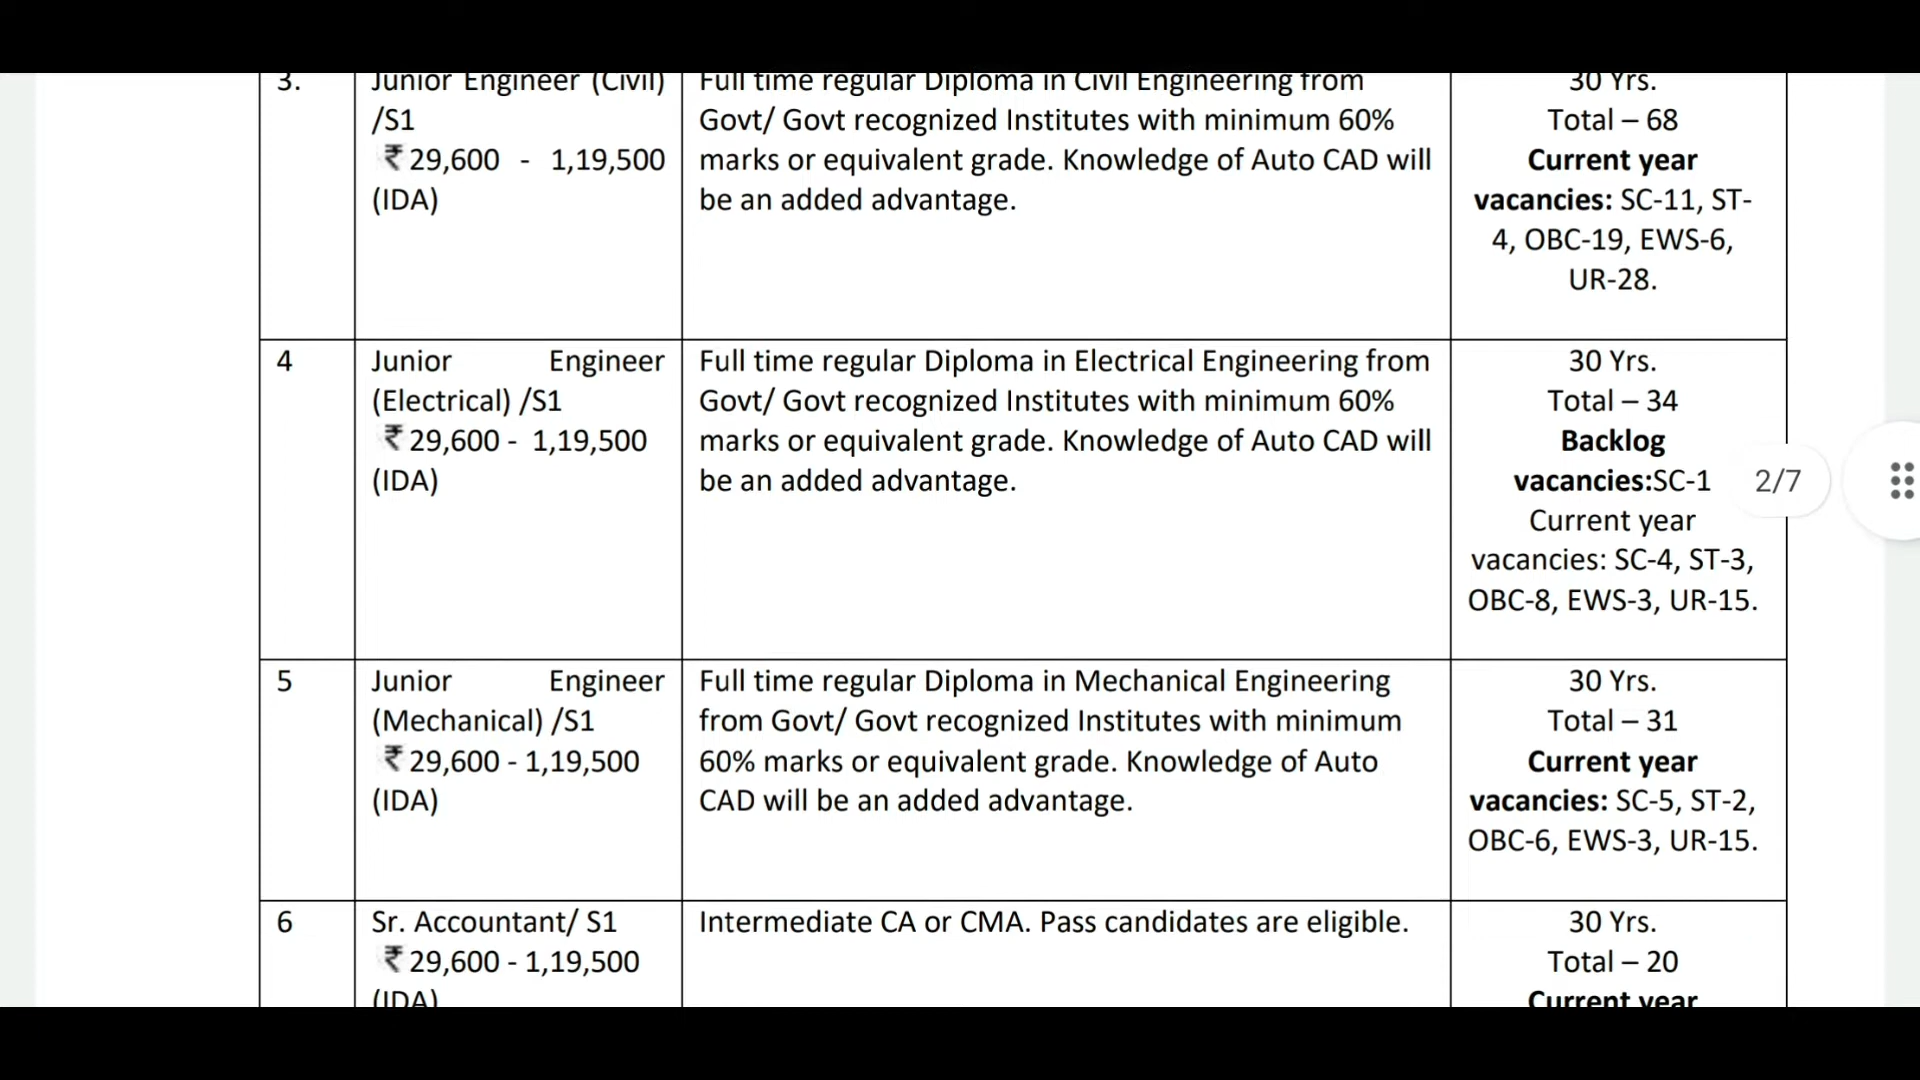 3.
Junior Engineer (Civil)
/S1
₹ 29,600 - 1,19,500
(IDA)
Full time regular Diploma in Civil Engineering from
Govt/ Govt recognized Institutes with minimum 60%
marks or equivalent grade. Knowledge of Auto CAD will
be an added advantage.
30 Yrs.
Total – 68
Current year
vacancies: SC-11, ST-
4, OBC-19, EWS-6,
UR-28.
4
Junior Engineer
(Electrical) /S1
₹ 29,600 - 1,19,500
(IDA)
Full time regular Diploma in Electrical Engineering from
Govt/ Govt recognized Institutes with minimum 60%
marks or equivalent grade. Knowledge of Auto CAD will
be an added advantage.
30 Yrs.
Total – 34
Backlog
vacancies:SC-1
Current year
vacancies: SC-4, ST-3,
OBC-8, EWS-3, UR-15.
2/7
5
Junior Engineer
(Mechanical) /S1
₹ 29,600 - 1,19,500
(IDA)
Full time regular Diploma in Mechanical Engineering
from Govt/ Govt recognized Institutes with minimum
60% marks or equivalent grade. Knowledge of Auto
CAD will be an added advantage.
30 Yrs.
Total – 31
Current year
vacancies: SC-5, ST-2,
OBC-6, EWS-3, UR-15.
6
Sr. Accountant/ S1
₹ 29,600 - 1,19,500
(IDA)
Intermediate CA or CMA. Pass candidates are eligible.
30 Yrs.
Total – 20
Current year